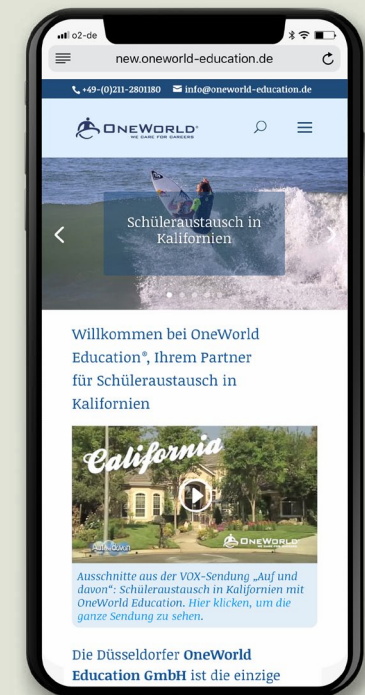 o2-de
new.oneworld-education.de
+49-(0)211-2801180 info@oneworld-education.de
ONEWORLD®
WE CARE FOR CAREERS
Schüleraustausch in
Kalifornien
Willkommen bei OneWorld
Education®, Ihrem Partner
für Schüleraustausch in
Kalifornien
California
Auf und davon
ONEWORLD
Ausschnitte aus der VOX-Sendung „Auf und
davon“: Schüleraustausch in Kalifornien mit
OneWorld Education. Hier klicken, um die
ganze Sendung zu sehen.
Die Düsseldorfer OneWorld
Education GmbH ist die einzige